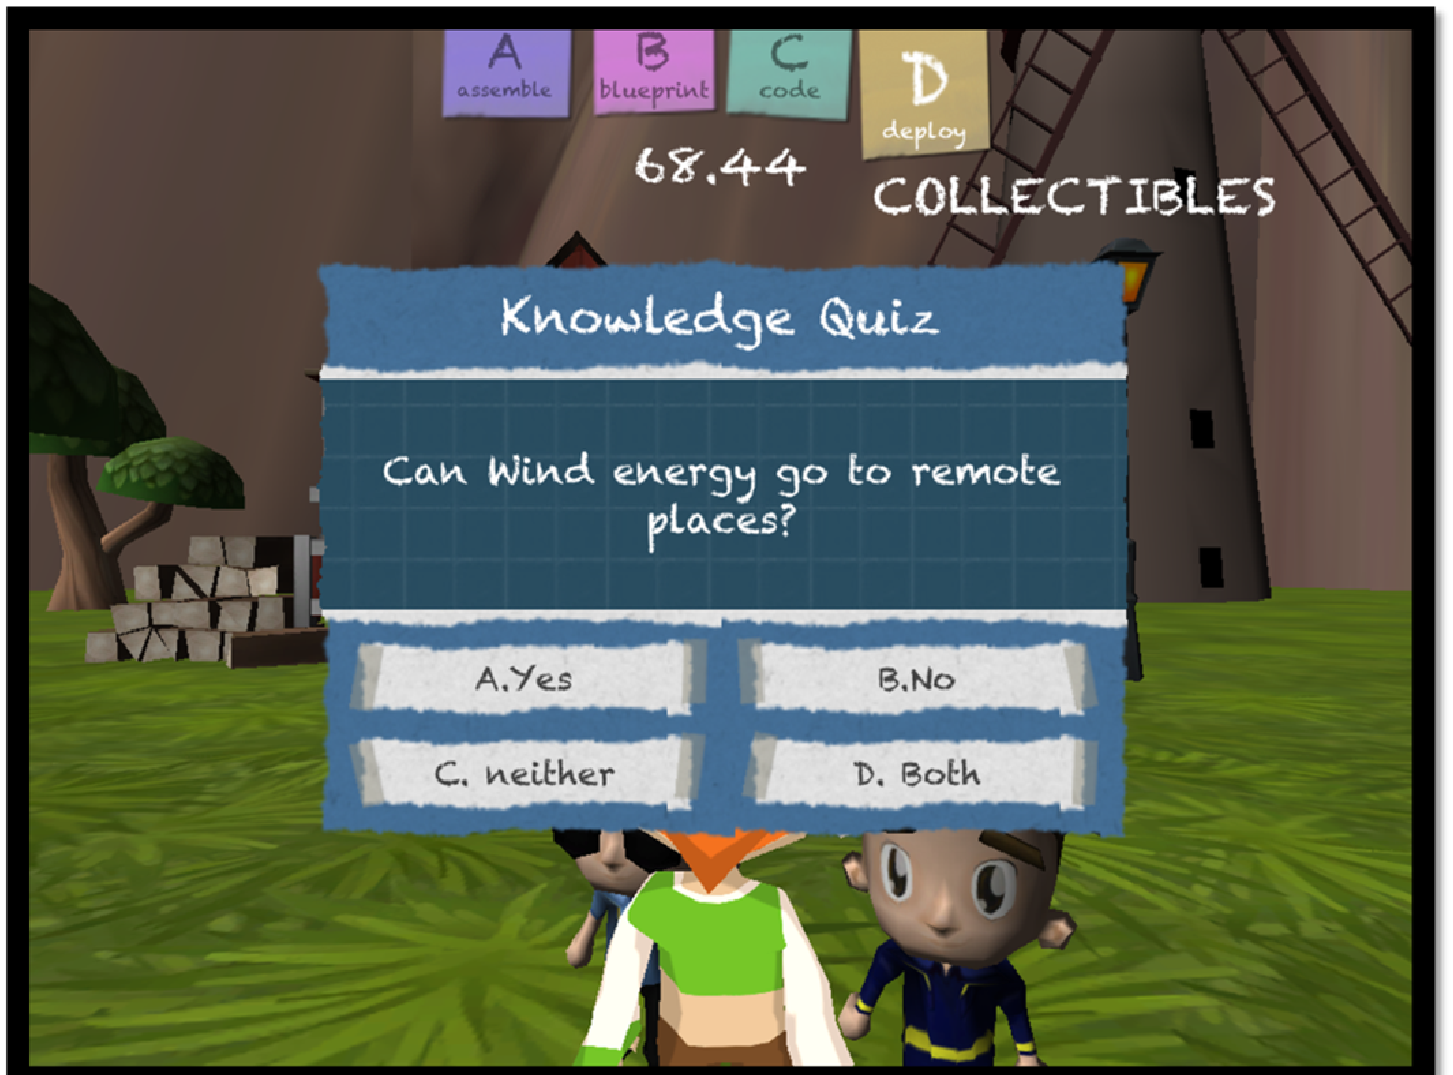 A
assemble
B
blueprint
C
code
D
deploy
68.44
COLLECTIBLES
Knowledge Quiz
Can Wind energy go to remote
places?
A.Yes
B.No
C. neither
D. Both